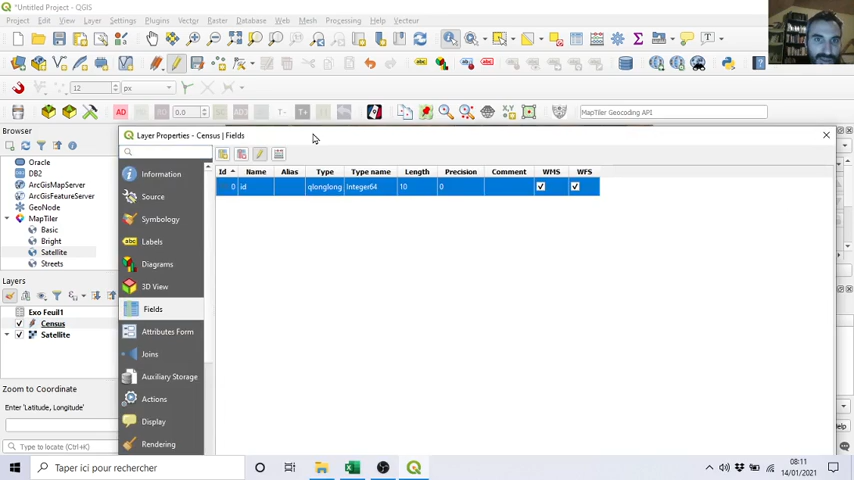 *Untitled Project — QGIS
Project Edit View Layer Settings Plugins Vector Raster Database Web Mesh Processing Help Vecteur
12 px
0.0
MapTiler Geocoding API
Browser
Oracle
DB2
ArcGisMapServer
ArcGisFeatureServer
GeoNode
MapTiler
Basic
Bright
Satellite
Streets
Layers
Exo Feuil1
Census
Satellite
Zoom to Coordinate
Enter 'Latitude, Longitude'
Type to locate (Ctrl+K)
Layer Properties - Census | Fields
Information
Source
Symbology
Labels
Diagrams
3D View
Fields
Attributes Form
Joins
Auxiliary Storage
Actions
Display
Rendering
Id Name Alias Type Type name Length Precision Comment WMS WFS
0 id qlonglong Integer64 10 0
Taper ici pour rechercher
08:11
14/01/2021